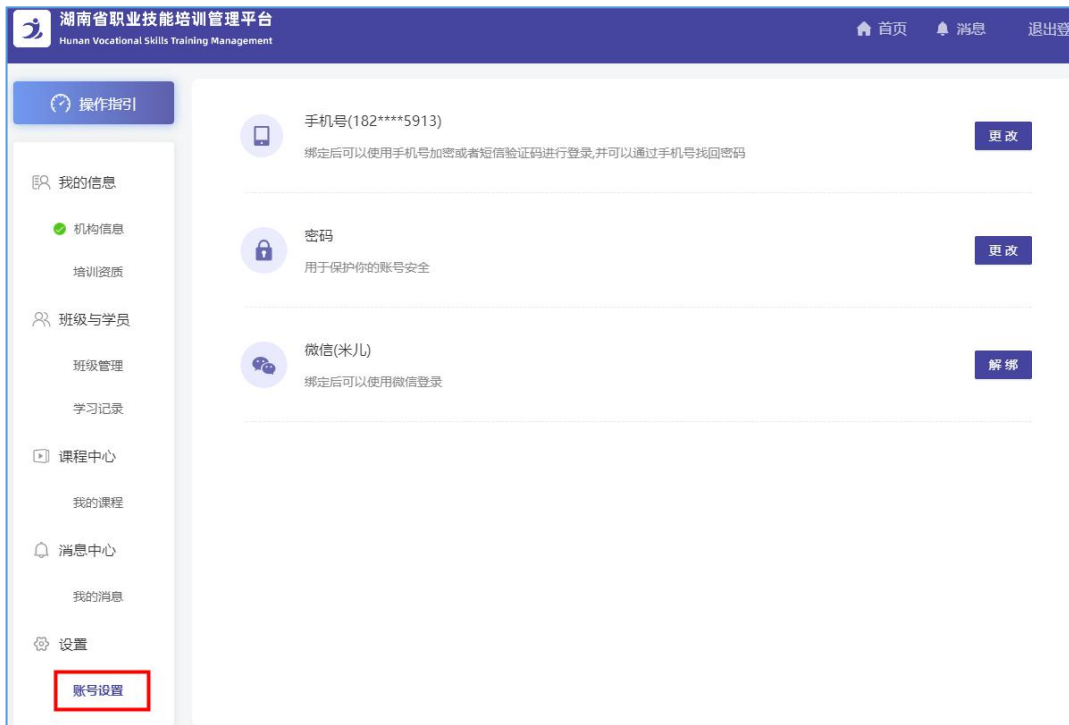 湖南省职业技能培训管理平台
Hunan Vocational Skills Training Management
首页
消息
退出登
操作指引
我的信息
机构信息
培训资质
班级与学员
班级管理
学习记录
课程中心
我的课程
消息中心
我的消息
设置
账号设置
手机号(182****5913)
绑定后可以使用手机号加密或者短信验证码进行登录,并可以通过手机号找回密码
更改
密码
用于保护你的账号安全
更改
微信(米儿)
绑定后可以使用微信登录
解绑